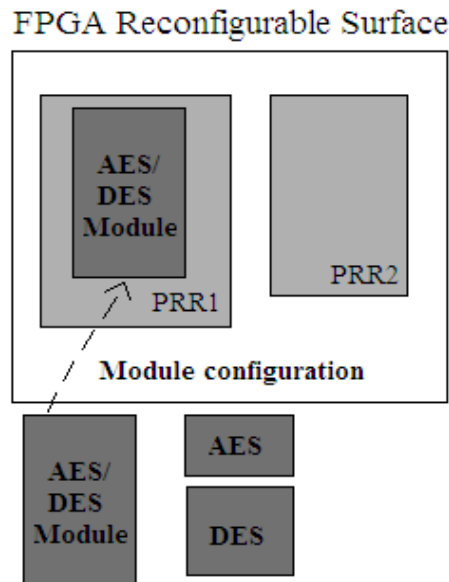 FPGA Reconfigurable Surface
AES/
DES
Module
PRR1
PRR2
Module configuration
AES/
DES
Module
AES
DES